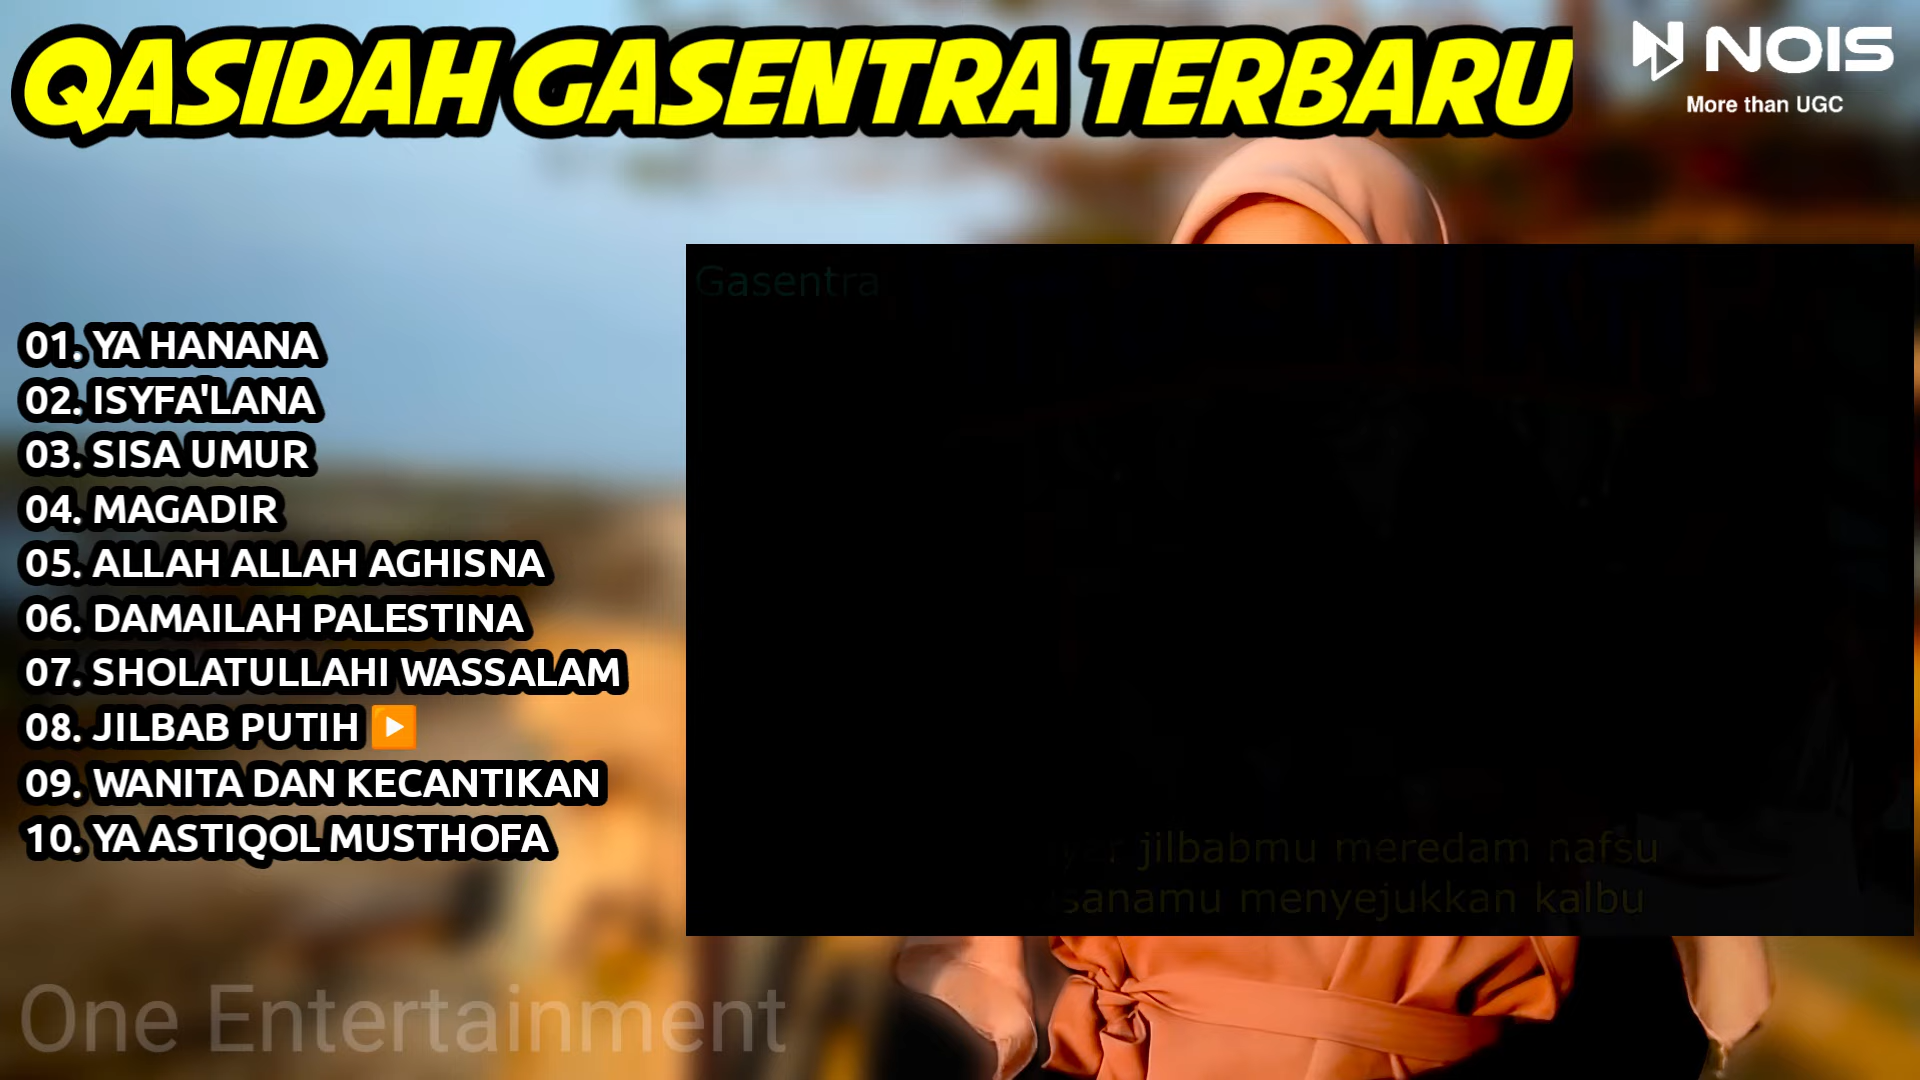 QASIDAH GASENTRA TERBARU
NOIS
More than UGC
Gasentra
01. YA HANANA
02. ISYFA'LANA
03. SISA UMUR
04. MAGADIR
05. ALLAH ALLAH AGHISNA
06. DAMAILAH PALESTINA
07. SHOLATULLAHI WASSALAM
08. JILBAB PUTIH ▶️
09. WANITA DAN KECANTIKAN
10. YA ASTIQOL MUSTHOFA
jilbabmu meredam nafsu
menyejukkan kalbu
One Entertainment